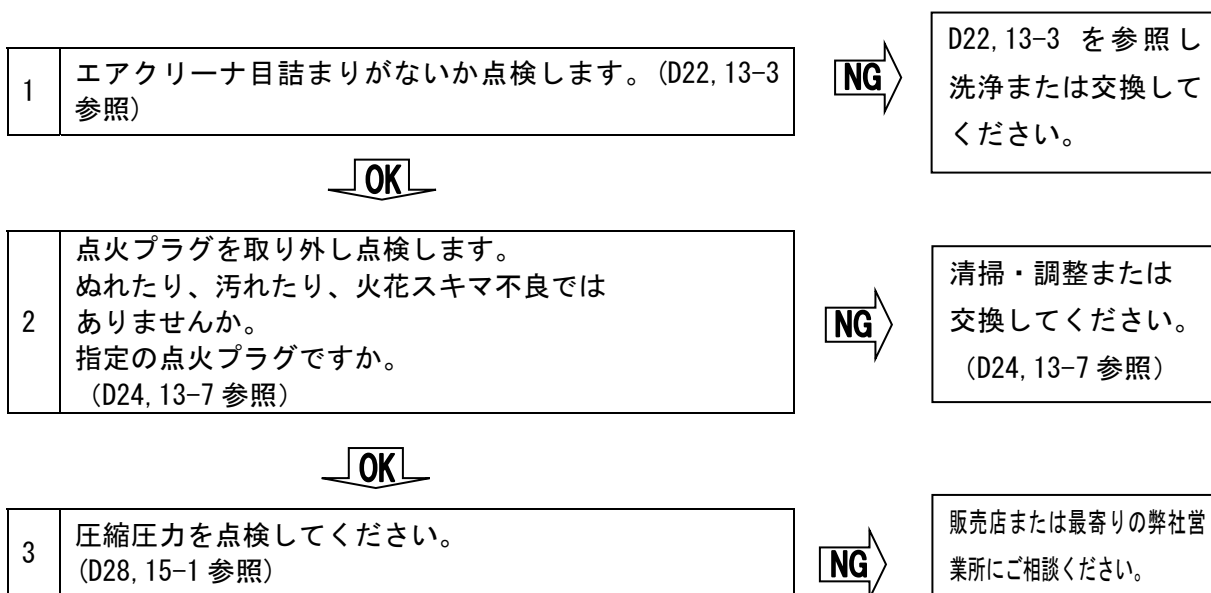 1
エアクリーナ目詰まりがないか点検します。(D22,13-3
参照)
NG
D22,13-3 を参照し
洗浄または交換して
ください。
OK
2
点火プラグを取り外し点検します。
ぬれたり、汚れたり、火花スキマ不良では
ありませんか。
指定の点火プラグですか。
(D24,13-7 参照)
NG
清掃・調整または
交換してください。
(D24,13-7 参照)
OK
3
圧縮圧力を点検してください。
(D28,15-1 参照)
NG
販売店または最寄りの弊社営
業所にご相談ください。